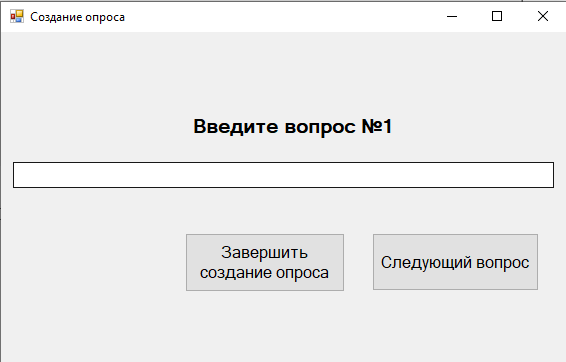 Создание опроса
Введите вопрос №1
Завершить
создание опроса
Следующий вопрос